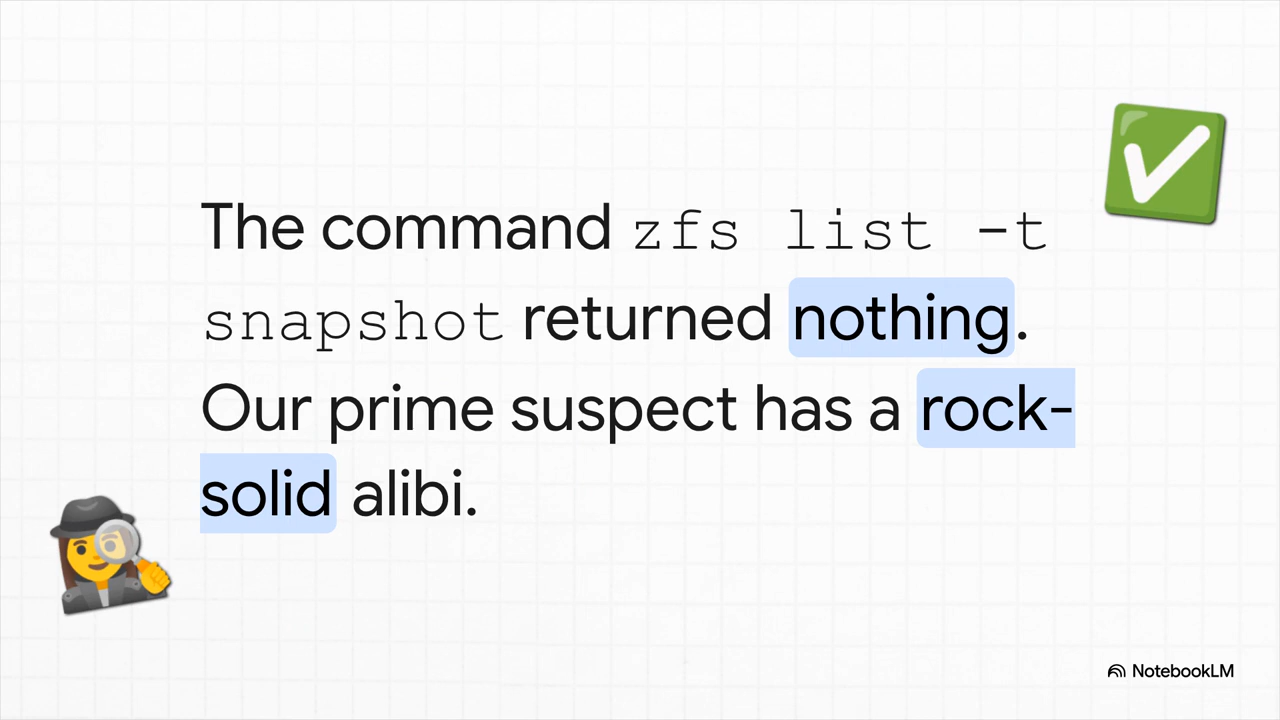 The command zfs list -t
snapshot returned nothing.
Our prime suspect has a rock-
solid alibi.
NotebookLM